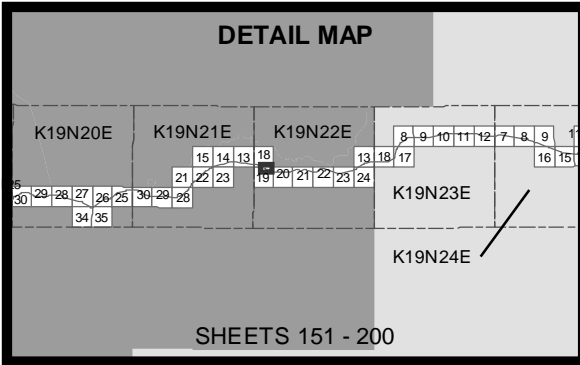 DETAIL MAP
K19N20E K19N21E K19N22E
8 9 10 11 12 7 8 9
15 14 13 18 13 18 17 16 15
21 22 23 19 20 21 22 23 24
K19N23E
30 29 28 27 26 25 30 29 28
34 35
K19N24E
SHEETS 151 - 200